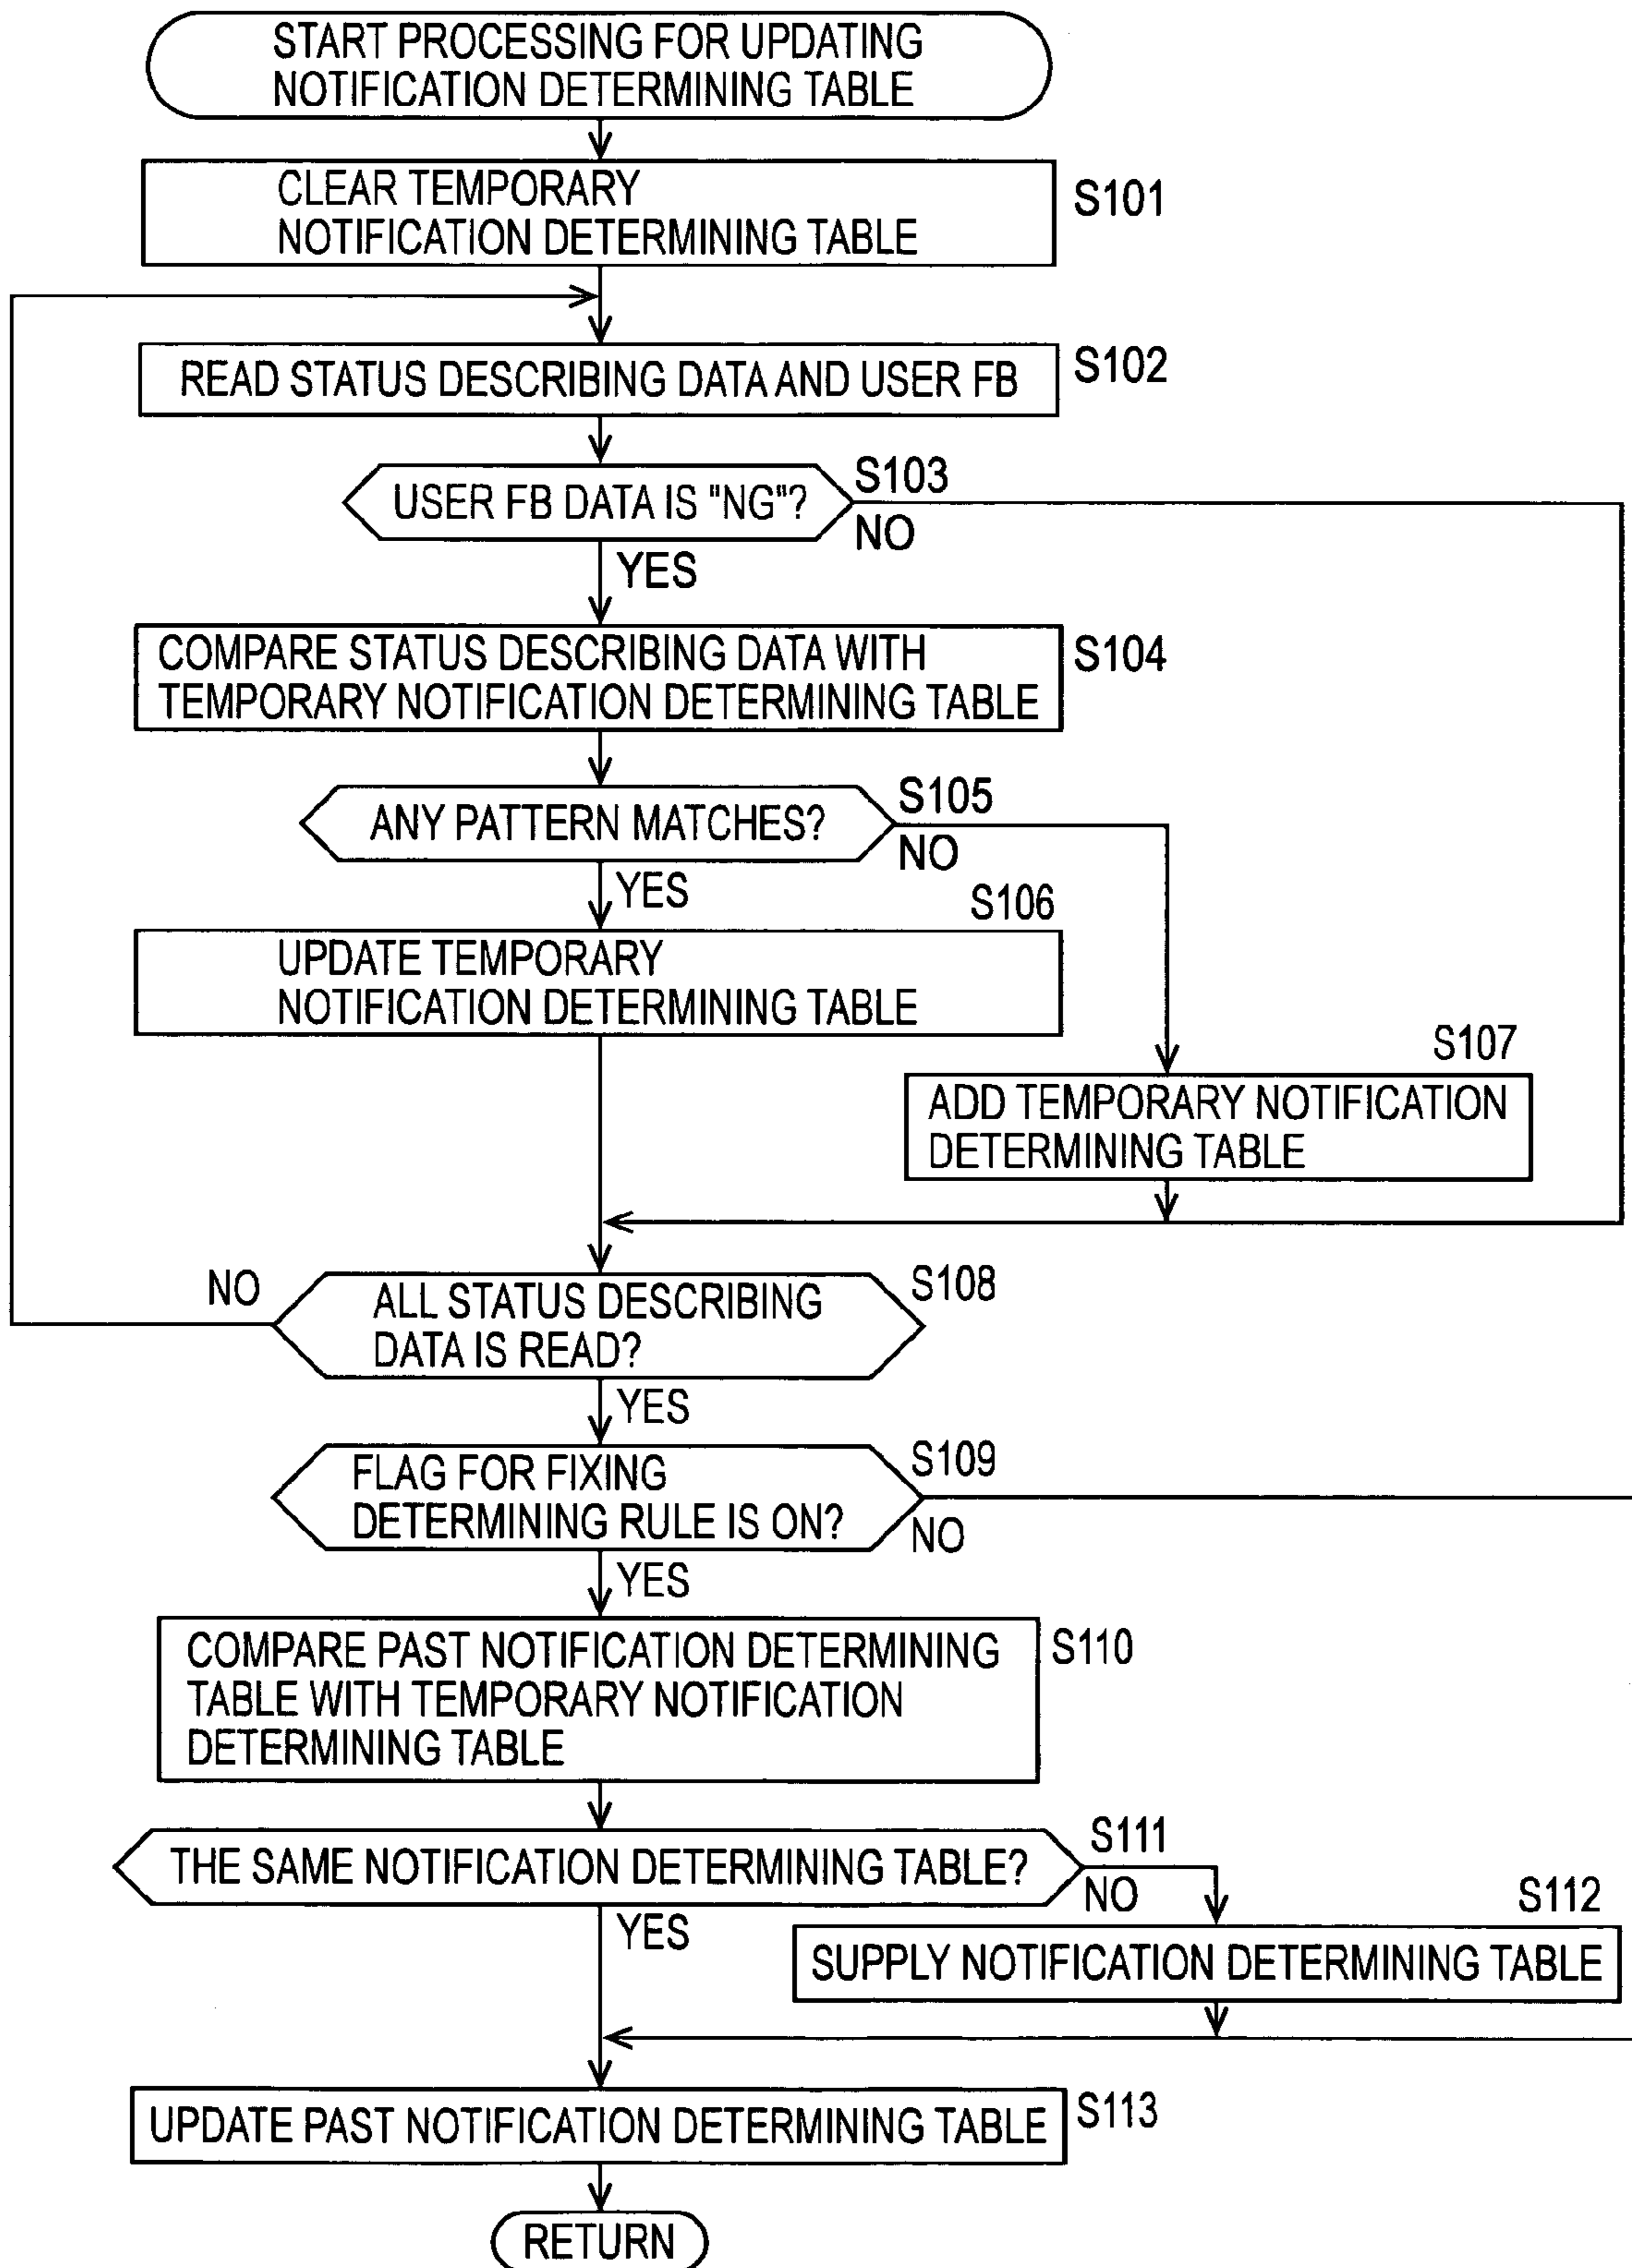 START PROCESSING FOR UPDATING
NOTIFICATION DETERMINING TABLE
CLEAR TEMPORARY
NOTIFICATION DETERMINING TABLE
S101
READ STATUS DESCRIBING DATA AND USER FB
S102
USER FB DATA IS "NG"?
S103
NO
YES
COMPARE STATUS DESCRIBING DATA WITH
TEMPORARY NOTIFICATION DETERMINING TABLE
S104
ANY PATTERN MATCHES?
S105
NO
YES
S106
UPDATE TEMPORARY
NOTIFICATION DETERMINING TABLE
S107
ADD TEMPORARY NOTIFICATION
DETERMINING TABLE
NO
ALL STATUS DESCRIBING
DATA IS READ?
S108
YES
FLAG FOR FIXING
DETERMINING RULE IS ON?
S109
NO
YES
COMPARE PAST NOTIFICATION DETERMINING
TABLE WITH TEMPORARY NOTIFICATION
DETERMINING TABLE
S110
THE SAME NOTIFICATION DETERMINING TABLE?
S111
NO
YES
S112
SUPPLY NOTIFICATION DETERMINING TABLE
UPDATE PAST NOTIFICATION DETERMINING TABLE
S113
RETURN